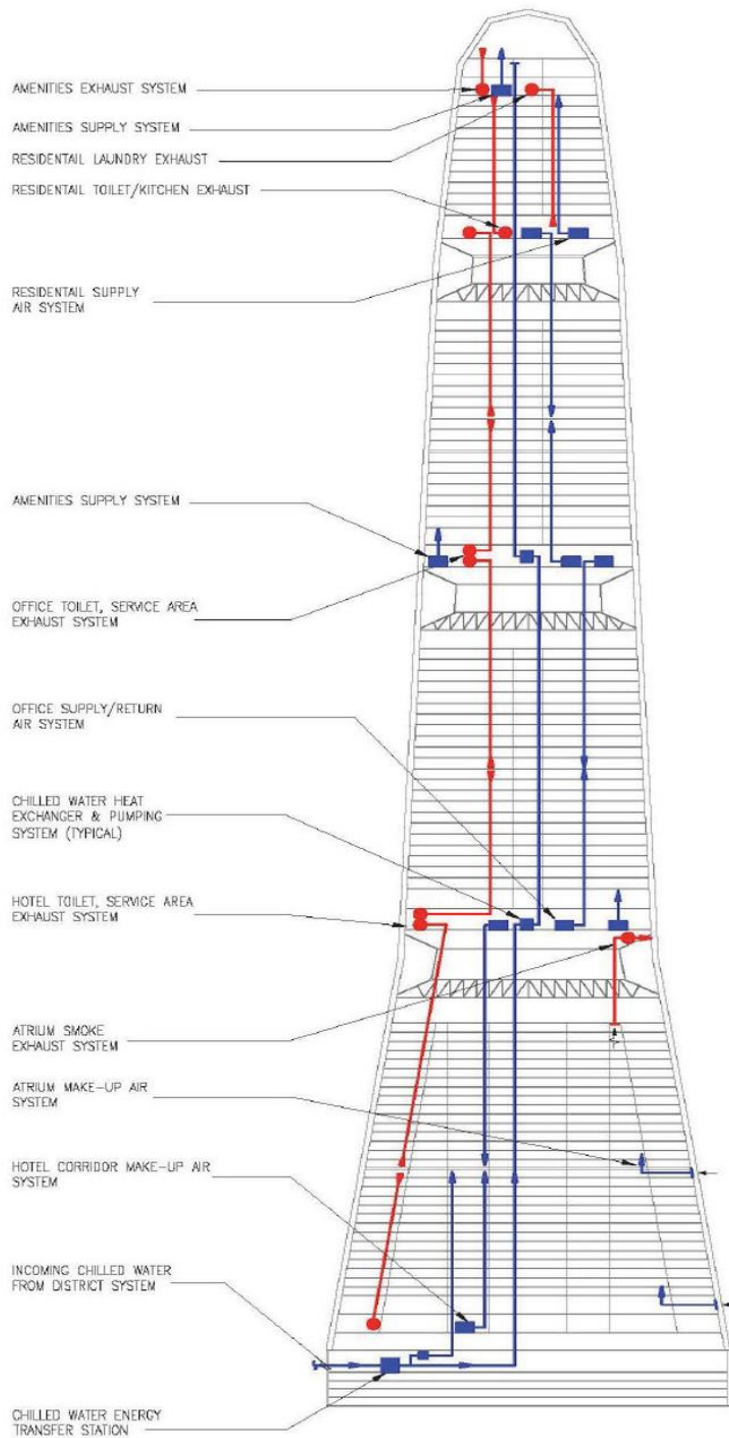 AMENITIES EXHAUST SYSTEM
AMENITIES SUPPLY SYSTEM
RESIDENTAIL LAUNDRY EXHAUST
RESIDENTAIL TOILET/KITCHEN EXHAUST
RESIDENTAIL SUPPLY
AIR SYSTEM
AMENITIES SUPPLY SYSTEM
OFFICE TOILET, SERVICE AREA
EXHAUST SYSTEM
OFFICE SUPPLY/RETURN
AIR SYSTEM
CHILLED WATER HEAT
EXCHANGER & PUMPING
SYSTEM (TYPICAL)
HOTEL TOILET, SERVICE AREA
EXHAUST SYSTEM
ATRIUM SMOKE
EXHAUST SYSTEM
ATRIUM MAKE-UP AIR
SYSTEM
HOTEL CORRIDOR MAKE-UP AIR
SYSTEM
INCOMING CHILLED WATER
FROM DISTRICT SYSTEM
CHILLED WATER ENERGY
TRANSFER STATION